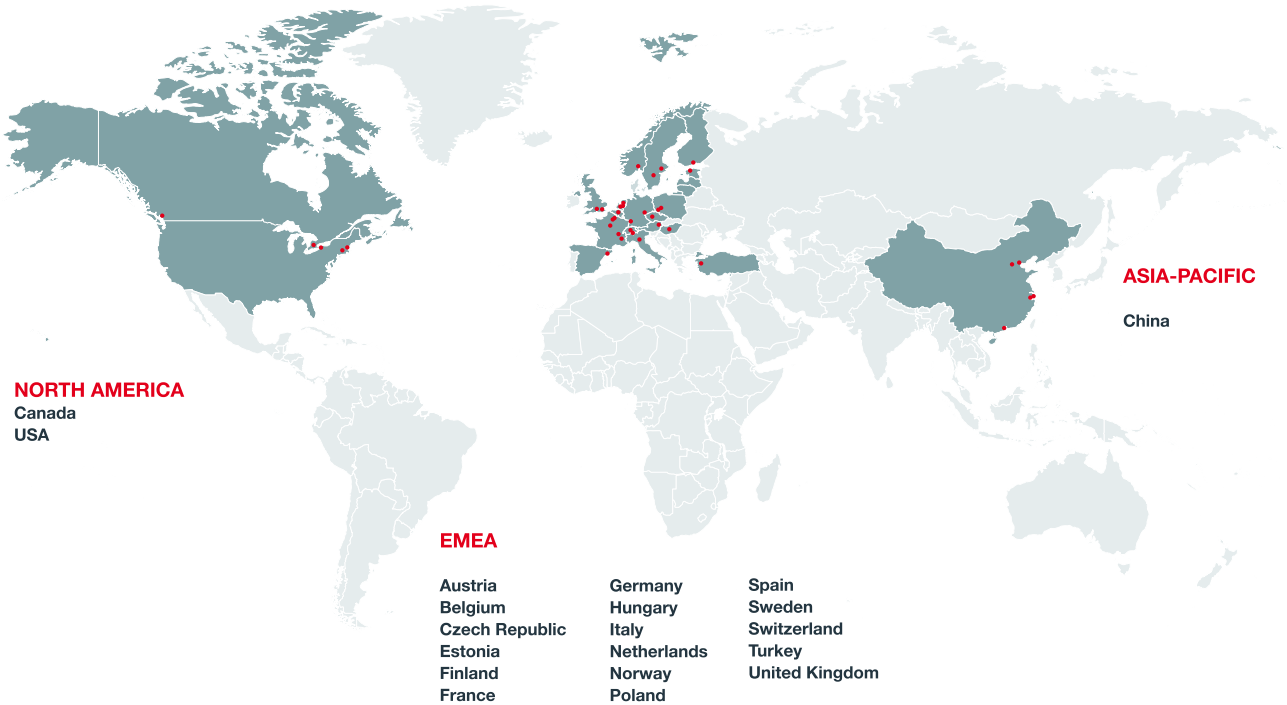 NORTH AMERICA
Canada
USA
EMEA
Austria
Belgium
Czech Republic
Estonia
Finland
France
Germany
Hungary
Italy
Netherlands
Norway
Poland
Spain
Sweden
Switzerland
Turkey
United Kingdom
ASIA-PACIFIC
China